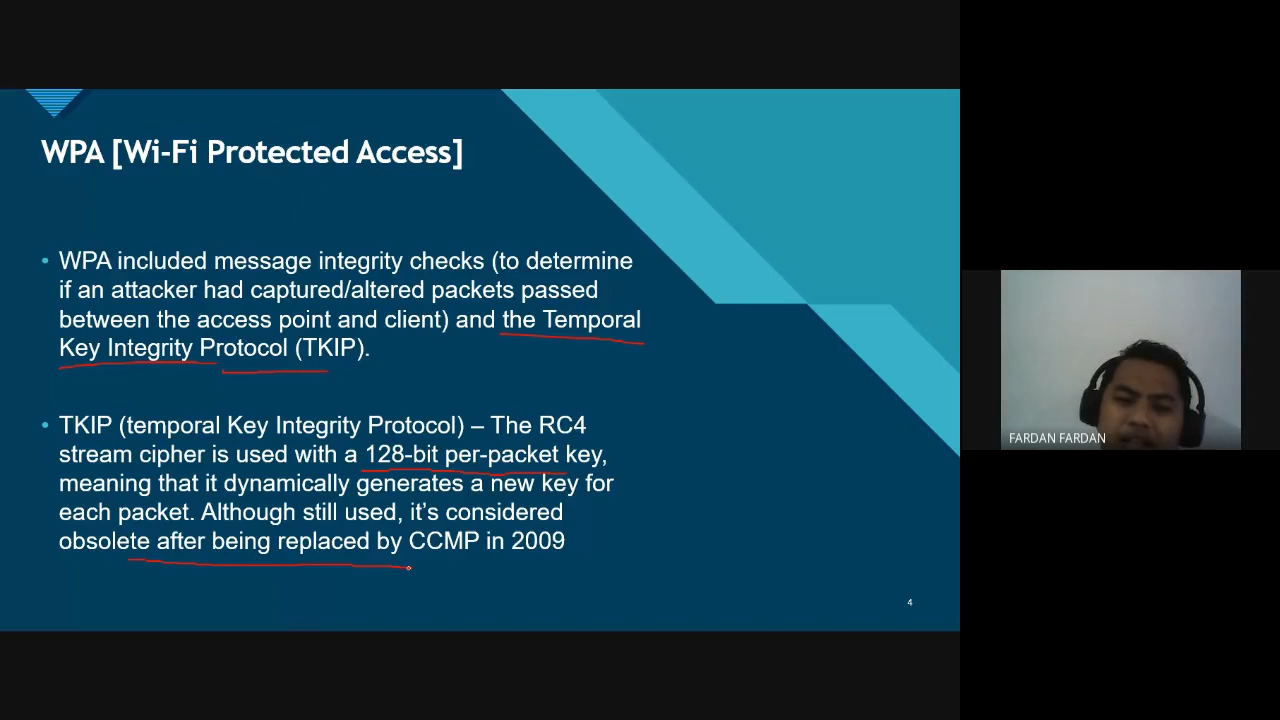 WPA [Wi-Fi Protected Access]
• WPA included message integrity checks (to determine
if an attacker had captured/altered packets passed
between the access point and client) and the Temporal
Key Integrity Protocol (TKIP).
• TKIP (temporal Key Integrity Protocol) – The RC4
stream cipher is used with a 128-bit per-packet key,
meaning that it dynamically generates a new key for
each packet. Although still used, it’s considered
obsolete after being replaced by CCMP in 2009
4
FARDAN FARDAN